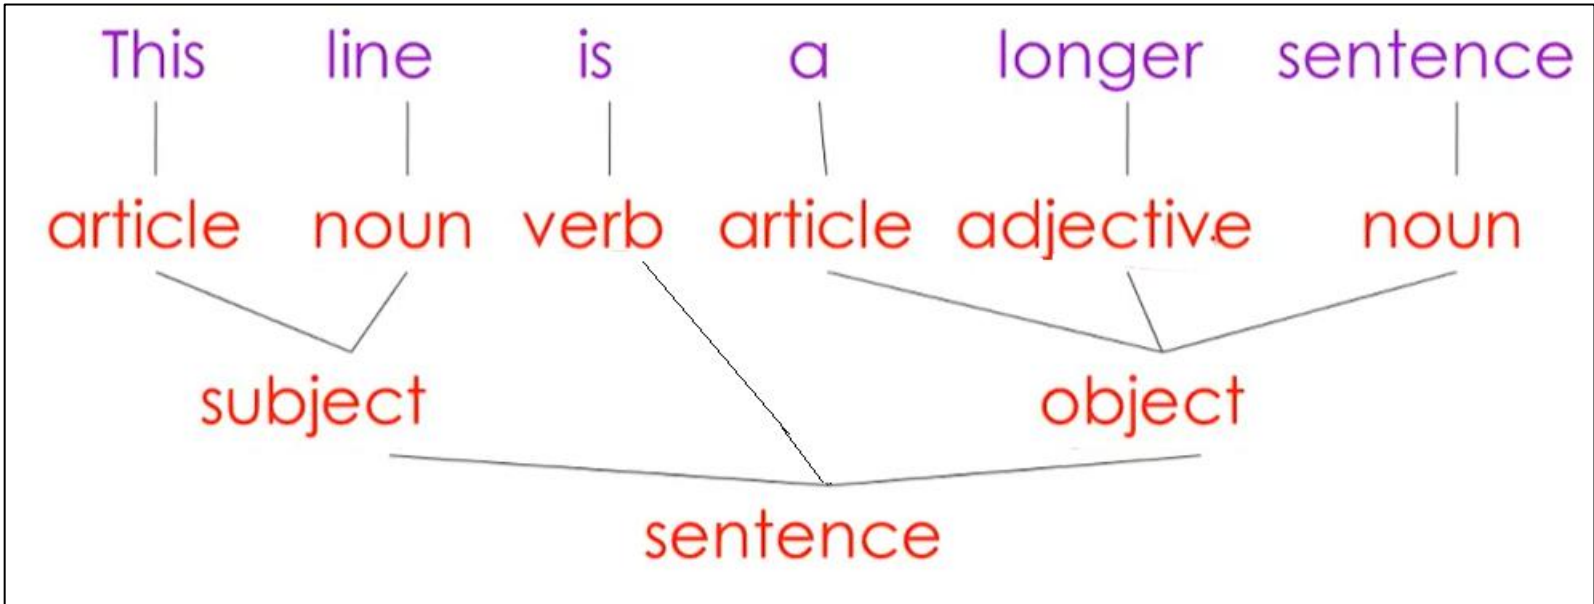 This line is a longer sentence
article noun verb article adjective noun
subject object
sentence